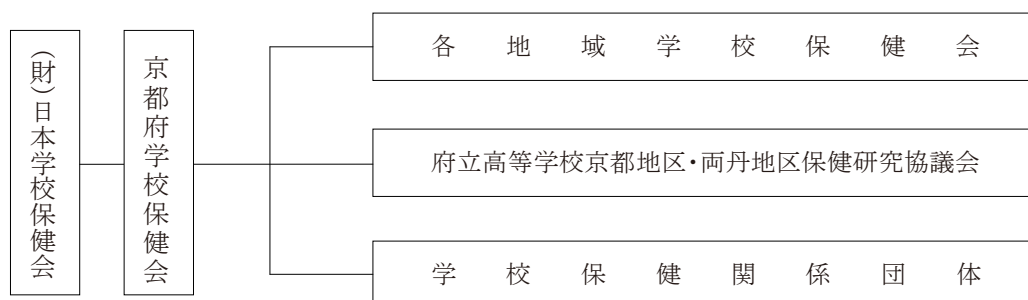 (財)日本学校保健会
京都府学校保健会
各地域学校保健会
府立高等学校京都地区・両丹地区保健研究協議会
学校保健関係団体